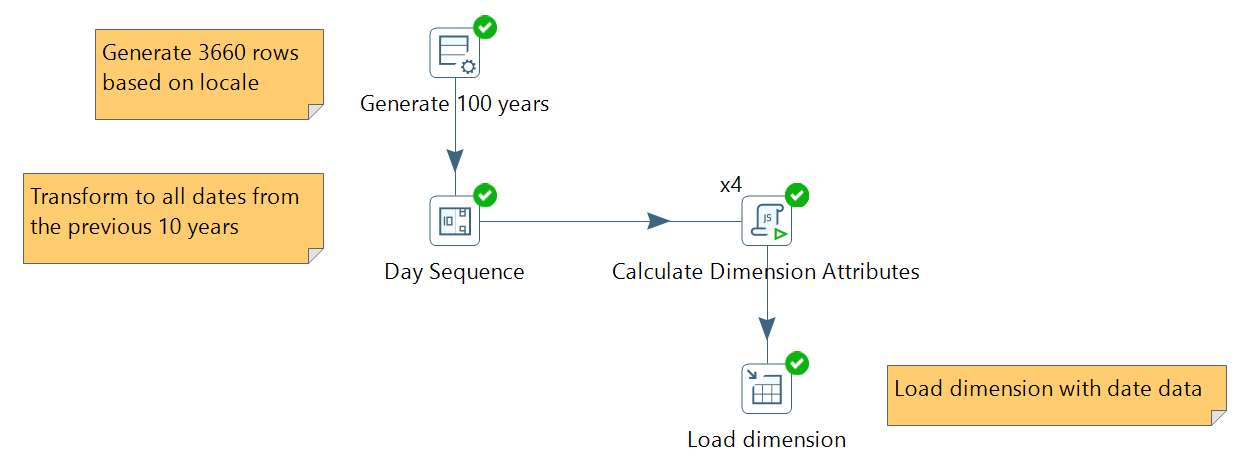 Generate 3660 rows
based on locale
Generate 100 years
Transform to all dates from
the previous 10 years
Day Sequence
x4
JS
Calculate Dimension Attributes
Load dimension
Load dimension with date data